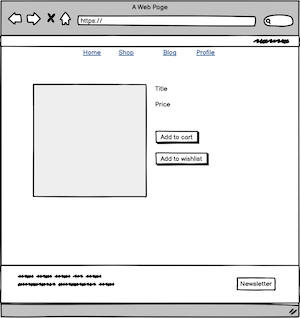 A Web Page
https://
Home Shop Blog Profile
Title
Price
Add to cart
Add to wishlist
Newsletter